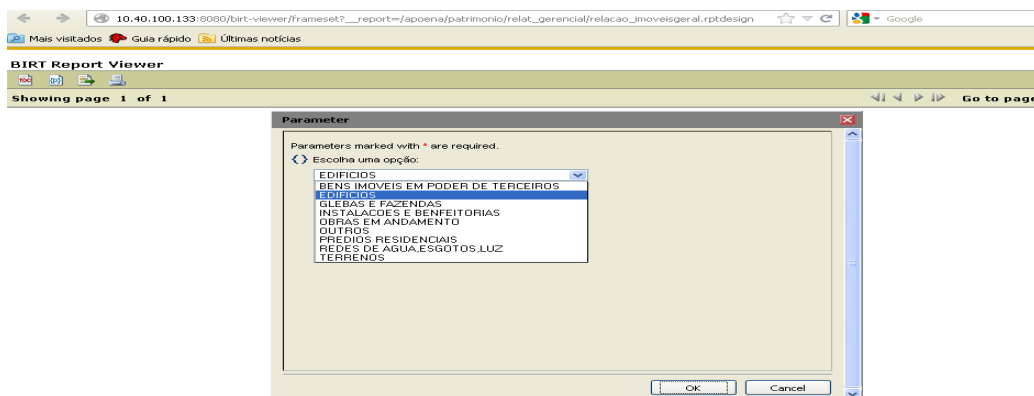 10.40.100.133:8080/birt-viewer/frameset?__report=/apoena/patrimonio/relat_gerencial/relacao_imoveisgeral.rptdesign
Google
Mais visitados Guia rápido Últimas notícias
BIRT Report Viewer
Showing page 1 of 1
Go to page
Parameter
Parameters marked with * are required.
Escolha uma opção:
EDIFICIOS
BENS IMOVEIS EM PODER DE TERCEIROS
EDIFICIOS
GLEBAS E FAZENDAS
INSTALACOES E BENFEITORIAS
OBRAS EM ANDAMENTO
OUTROS
PREDIOS RESIDENCIAIS
REDES DE AGUA,ESGOTOS,LUZ
TERRENOS
OK Cancel